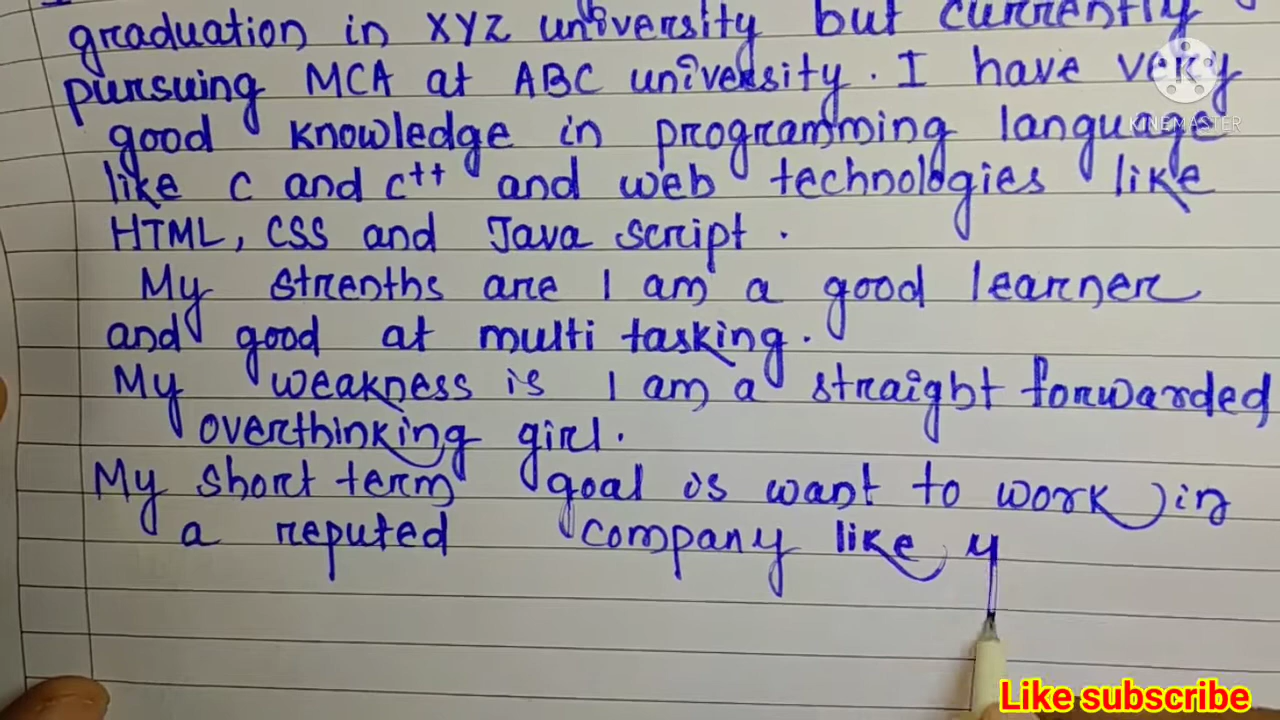 graduation in XYZ university but currently
pursuing MCA at ABC university. I have very
good knowledge in programming language
like C and C++ and web technologies like
HTML, CSS and Java script.
My strenths are I am a good learner
and good at multi tasking.
My weakness is I am a straight forwarded
overthinking girl.
My short term goal is want to work in
a reputed company like y
KINEMASTER
Like subscribe